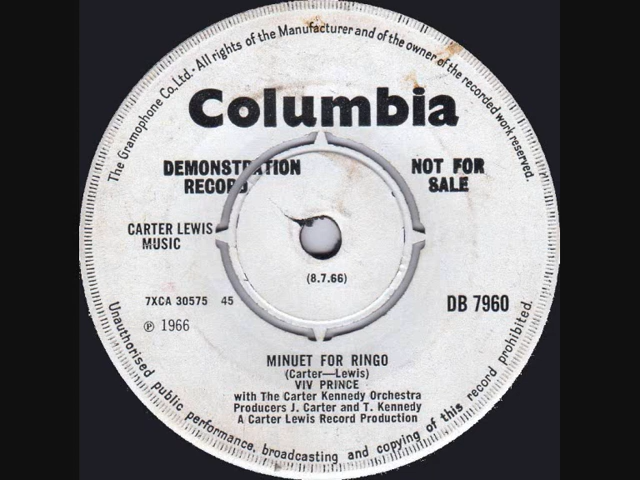 The Gramophone Co., Ltd · All rights of the Manufacturer and of the owner of the recorded work reserved.
Columbia
DEMONSTRATION
RECORD
NOT FOR
SALE
CARTER LEWIS
MUSIC
(8.7.66)
7XCA 30575 45
DB 7960
℗ 1966
MINUET FOR RINGO
(Carter—Lewis)
VIV PRINCE
with The Carter Kennedy Orchestra
Producers J. Carter and T. Kennedy
A Carter Lewis Record Production
Unauthorised public performance, broadcasting and copying of this record prohibited.